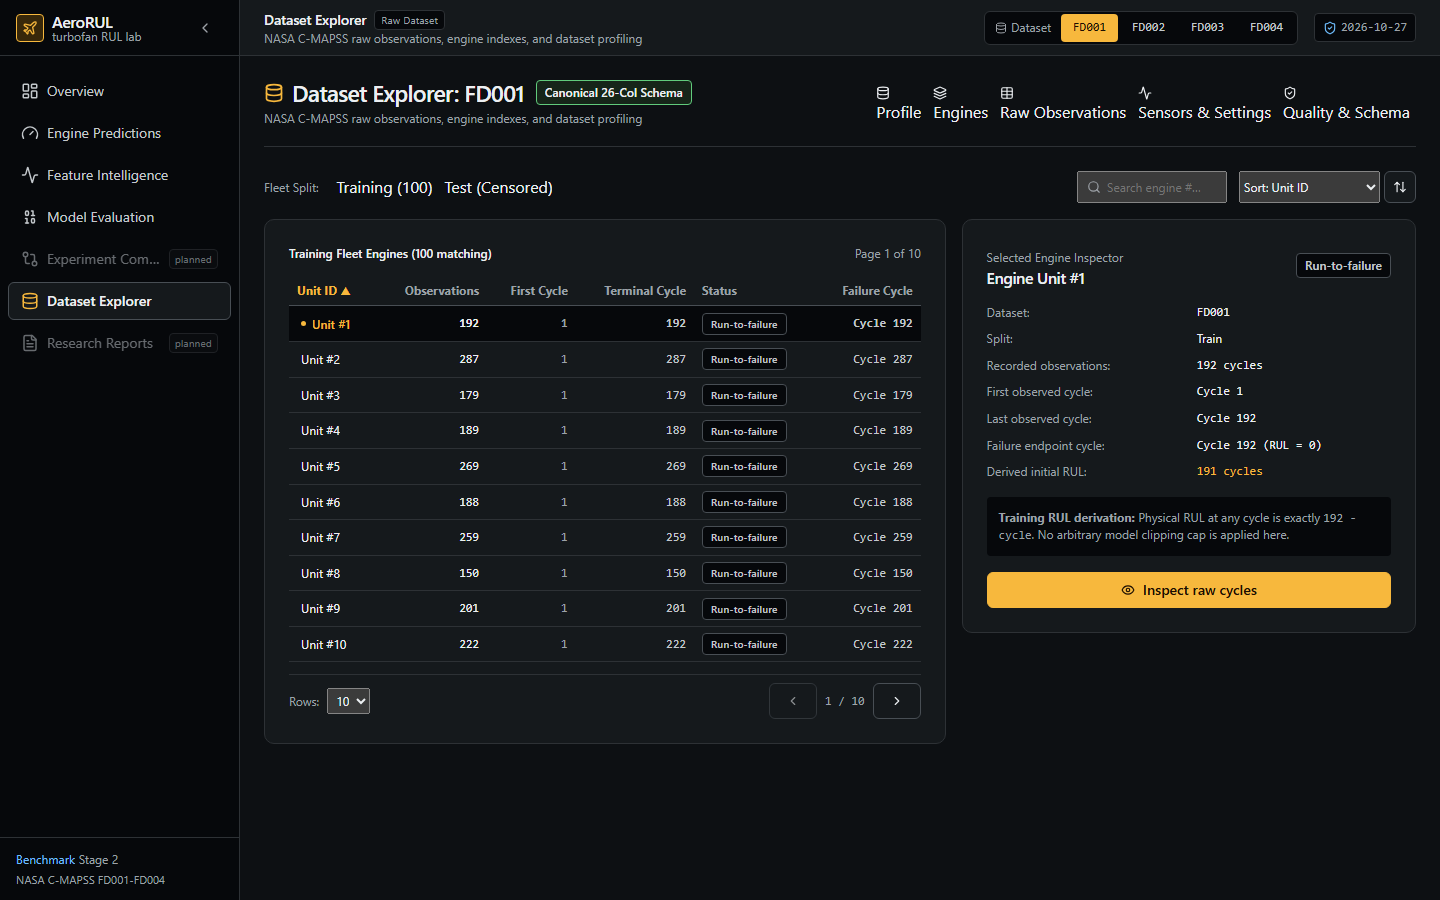 AeroRUL
turbofan RUL lab
Overview
Engine Predictions
Feature Intelligence
Model Evaluation
Experiment Com... planned
Dataset Explorer
Research Reports planned
Benchmark Stage 2
NASA C-MAPSS FD001-FD004
Dataset Explorer Raw Dataset
NASA C-MAPSS raw observations, engine indexes, and dataset profiling
Dataset FD001 FD002 FD003 FD004 2026-10-27
Dataset Explorer: FD001 Canonical 26-Col Schema
NASA C-MAPSS raw observations, engine indexes, and dataset profiling
Profile Engines Raw Observations Sensors & Settings Quality & Schema
Fleet Split: Training (100) Test (Censored)
Search engine #... Sort: Unit ID
Training Fleet Engines (100 matching) Page 1 of 10
Unit ID ▲ Observations First Cycle Terminal Cycle Status Failure Cycle
Unit #1 192 1 192 Run-to-failure Cycle 192
Unit #2 287 1 287 Run-to-failure Cycle 287
Unit #3 179 1 179 Run-to-failure Cycle 179
Unit #4 189 1 189 Run-to-failure Cycle 189
Unit #5 269 1 269 Run-to-failure Cycle 269
Unit #6 188 1 188 Run-to-failure Cycle 188
Unit #7 259 1 259 Run-to-failure Cycle 259
Unit #8 150 1 150 Run-to-failure Cycle 150
Unit #9 201 1 201 Run-to-failure Cycle 201
Unit #10 222 1 222 Run-to-failure Cycle 222
Rows: 10 1 / 10
Selected Engine Inspector
Engine Unit #1 Run-to-failure
Dataset: FD001
Split: Train
Recorded observations: 192 cycles
First observed cycle: Cycle 1
Last observed cycle: Cycle 192
Failure endpoint cycle: Cycle 192 (RUL = 0)
Derived initial RUL: 191 cycles
Training RUL derivation: Physical RUL at any cycle is exactly 192 -
cycle. No arbitrary model clipping cap is applied here.
Inspect raw cycles